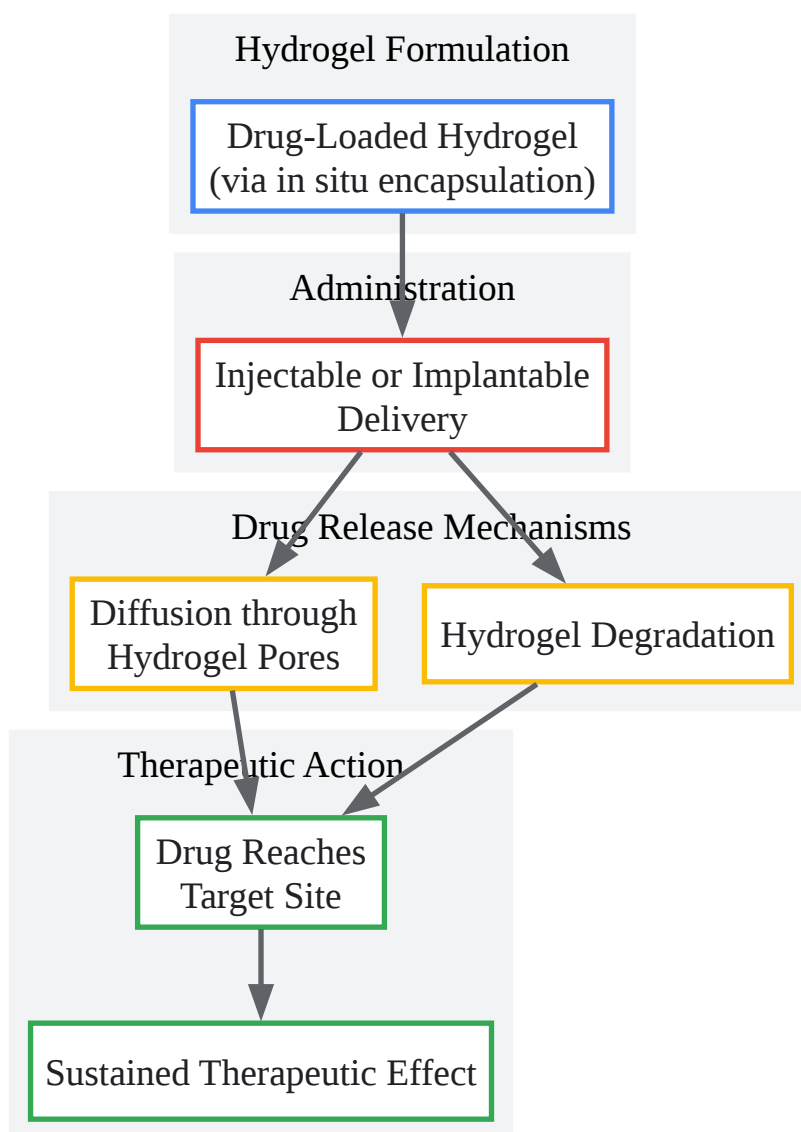 Hydrogel Formulation
Drug-Loaded Hydrogel
(via in situ encapsulation)
Administration
Injectable or Implantable
Delivery
Drug Release Mechanisms
Diffusion through
Hydrogel Pores
Hydrogel Degradation
Therapeutic Action
Drug Reaches
Target Site
Sustained Therapeutic Effect